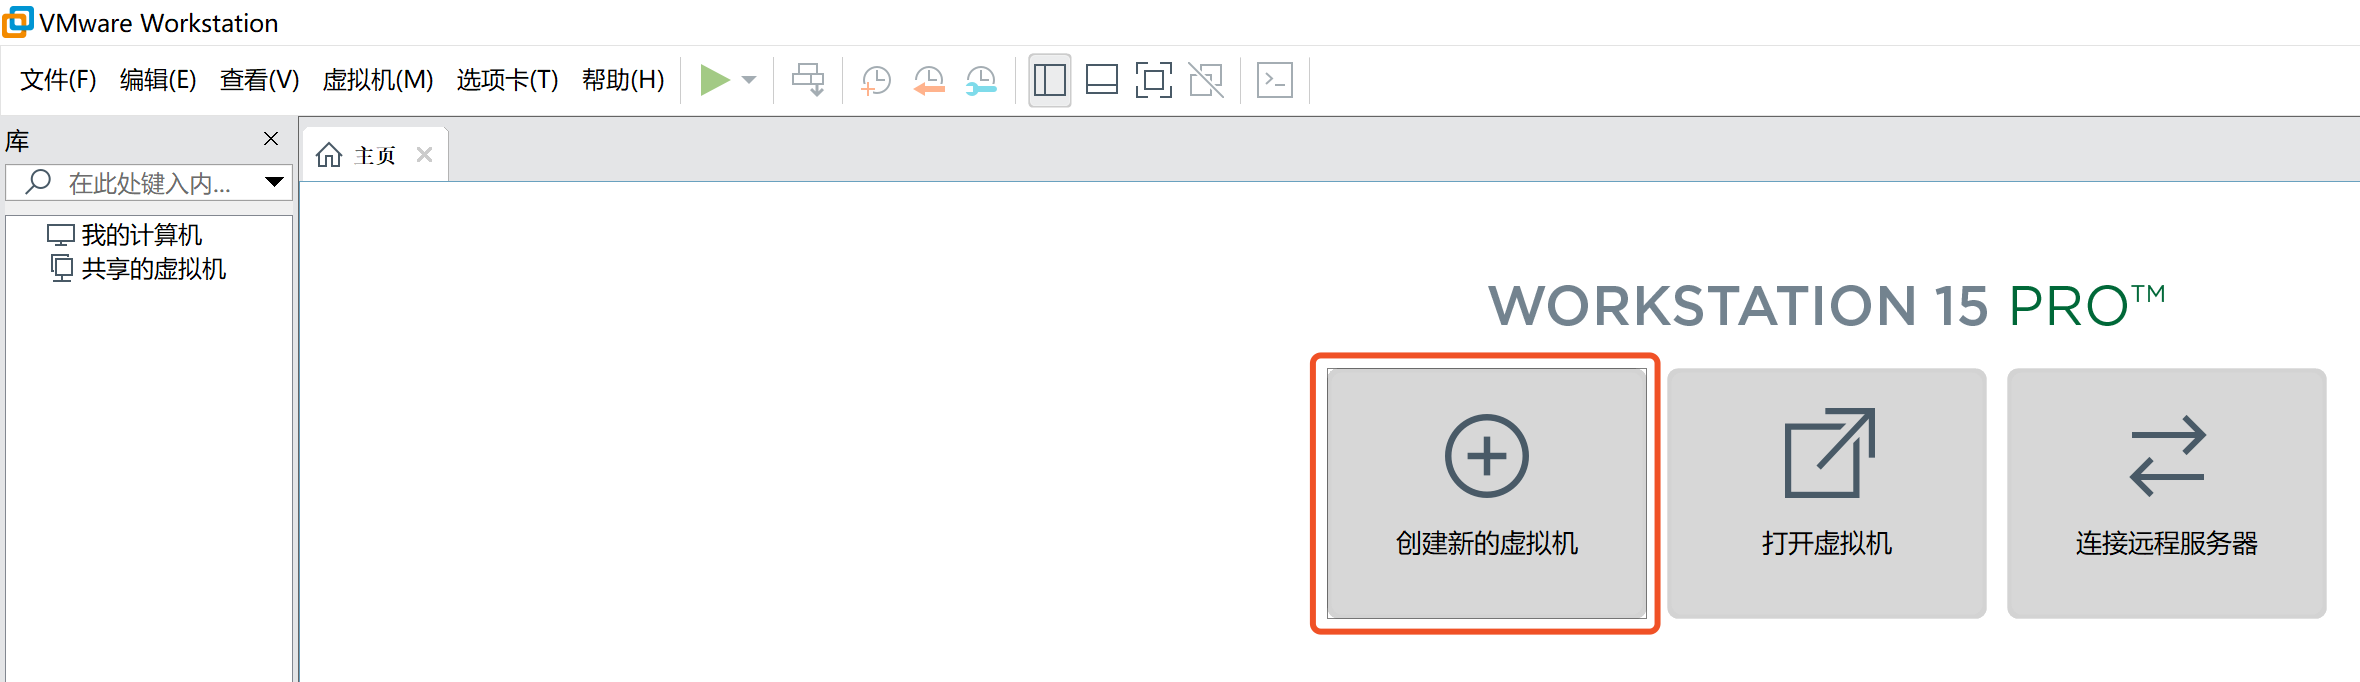 VMware Workstation
文件(F) 编辑(E) 查看(V) 虚拟机(M) 选项卡(T) 帮助(H)
库
主页
在此处键入内...
我的计算机
共享的虚拟机
WORKSTATION 15 PRO™
创建新的虚拟机
打开虚拟机
连接远程服务器